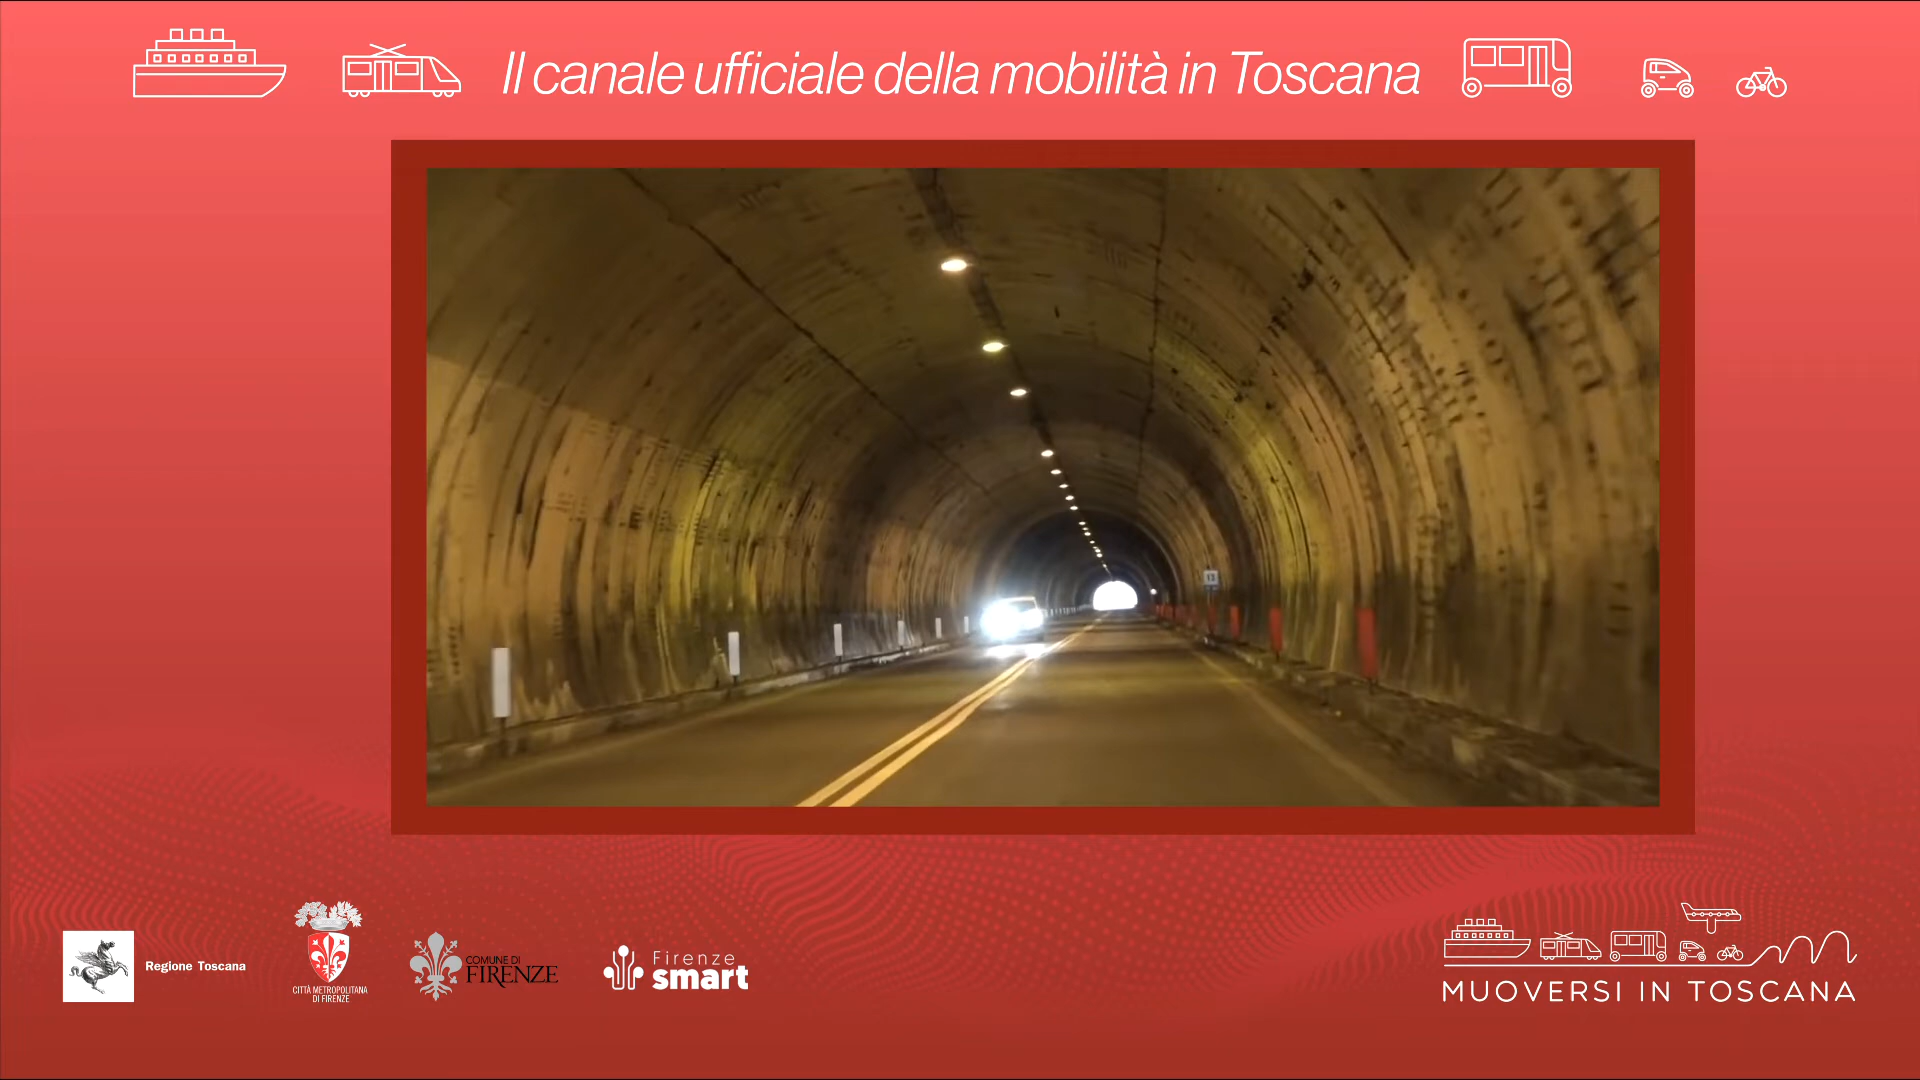 Il canale ufficiale della mobilità in Toscana
13
Regione Toscana
CITTÀ METROPOLITANA
DI FIRENZE
COMUNE DI
FIRENZE
Firenze
smart
MUOVERSI IN TOSCANA